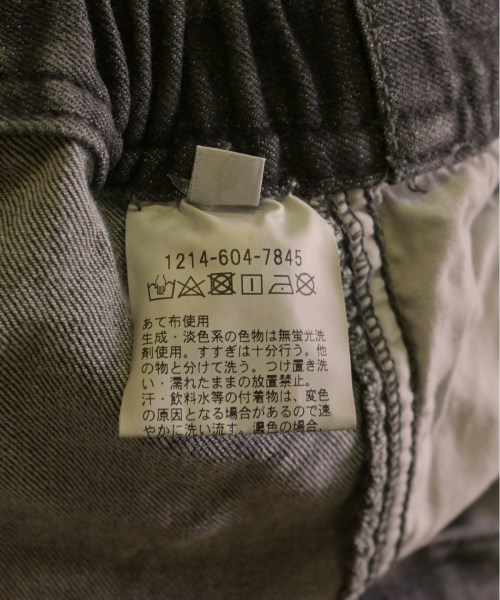 1214-604-7845
あて布使用
生成・淡色系の色物は無蛍光洗
剤使用。すすぎは十分行う。他
の物と分けて洗う。つけ置き洗
い・濡れたままの放置禁止。
汗・飲料水等の付着物は、変色
の原因となる場合があるので速
やかに洗い流す。濃色の場合、